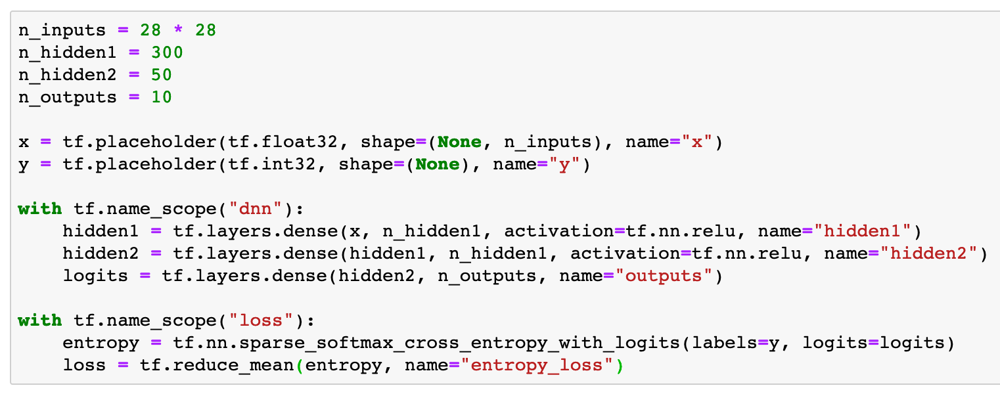 n_inputs = 28 * 28
n_hidden1 = 300
n_hidden2 = 50
n_outputs = 10
x = tf.placeholder(tf.float32, shape=(None, n_inputs), name="x")
y = tf.placeholder(tf.int32, shape=(None), name="y")
with tf.name_scope("dnn"):
    hidden1 = tf.layers.dense(x, n_hidden1, activation=tf.nn.relu, name="hidden1")
    hidden2 = tf.layers.dense(hidden1, n_hidden1, activation=tf.nn.relu, name="hidden2")
    logits = tf.layers.dense(hidden2, n_outputs, name="outputs")
with tf.name_scope("loss"):
    entropy = tf.nn.sparse_softmax_cross_entropy_with_logits(labels=y, logits=logits)
    loss = tf.reduce_mean(entropy, name="entropy_loss")